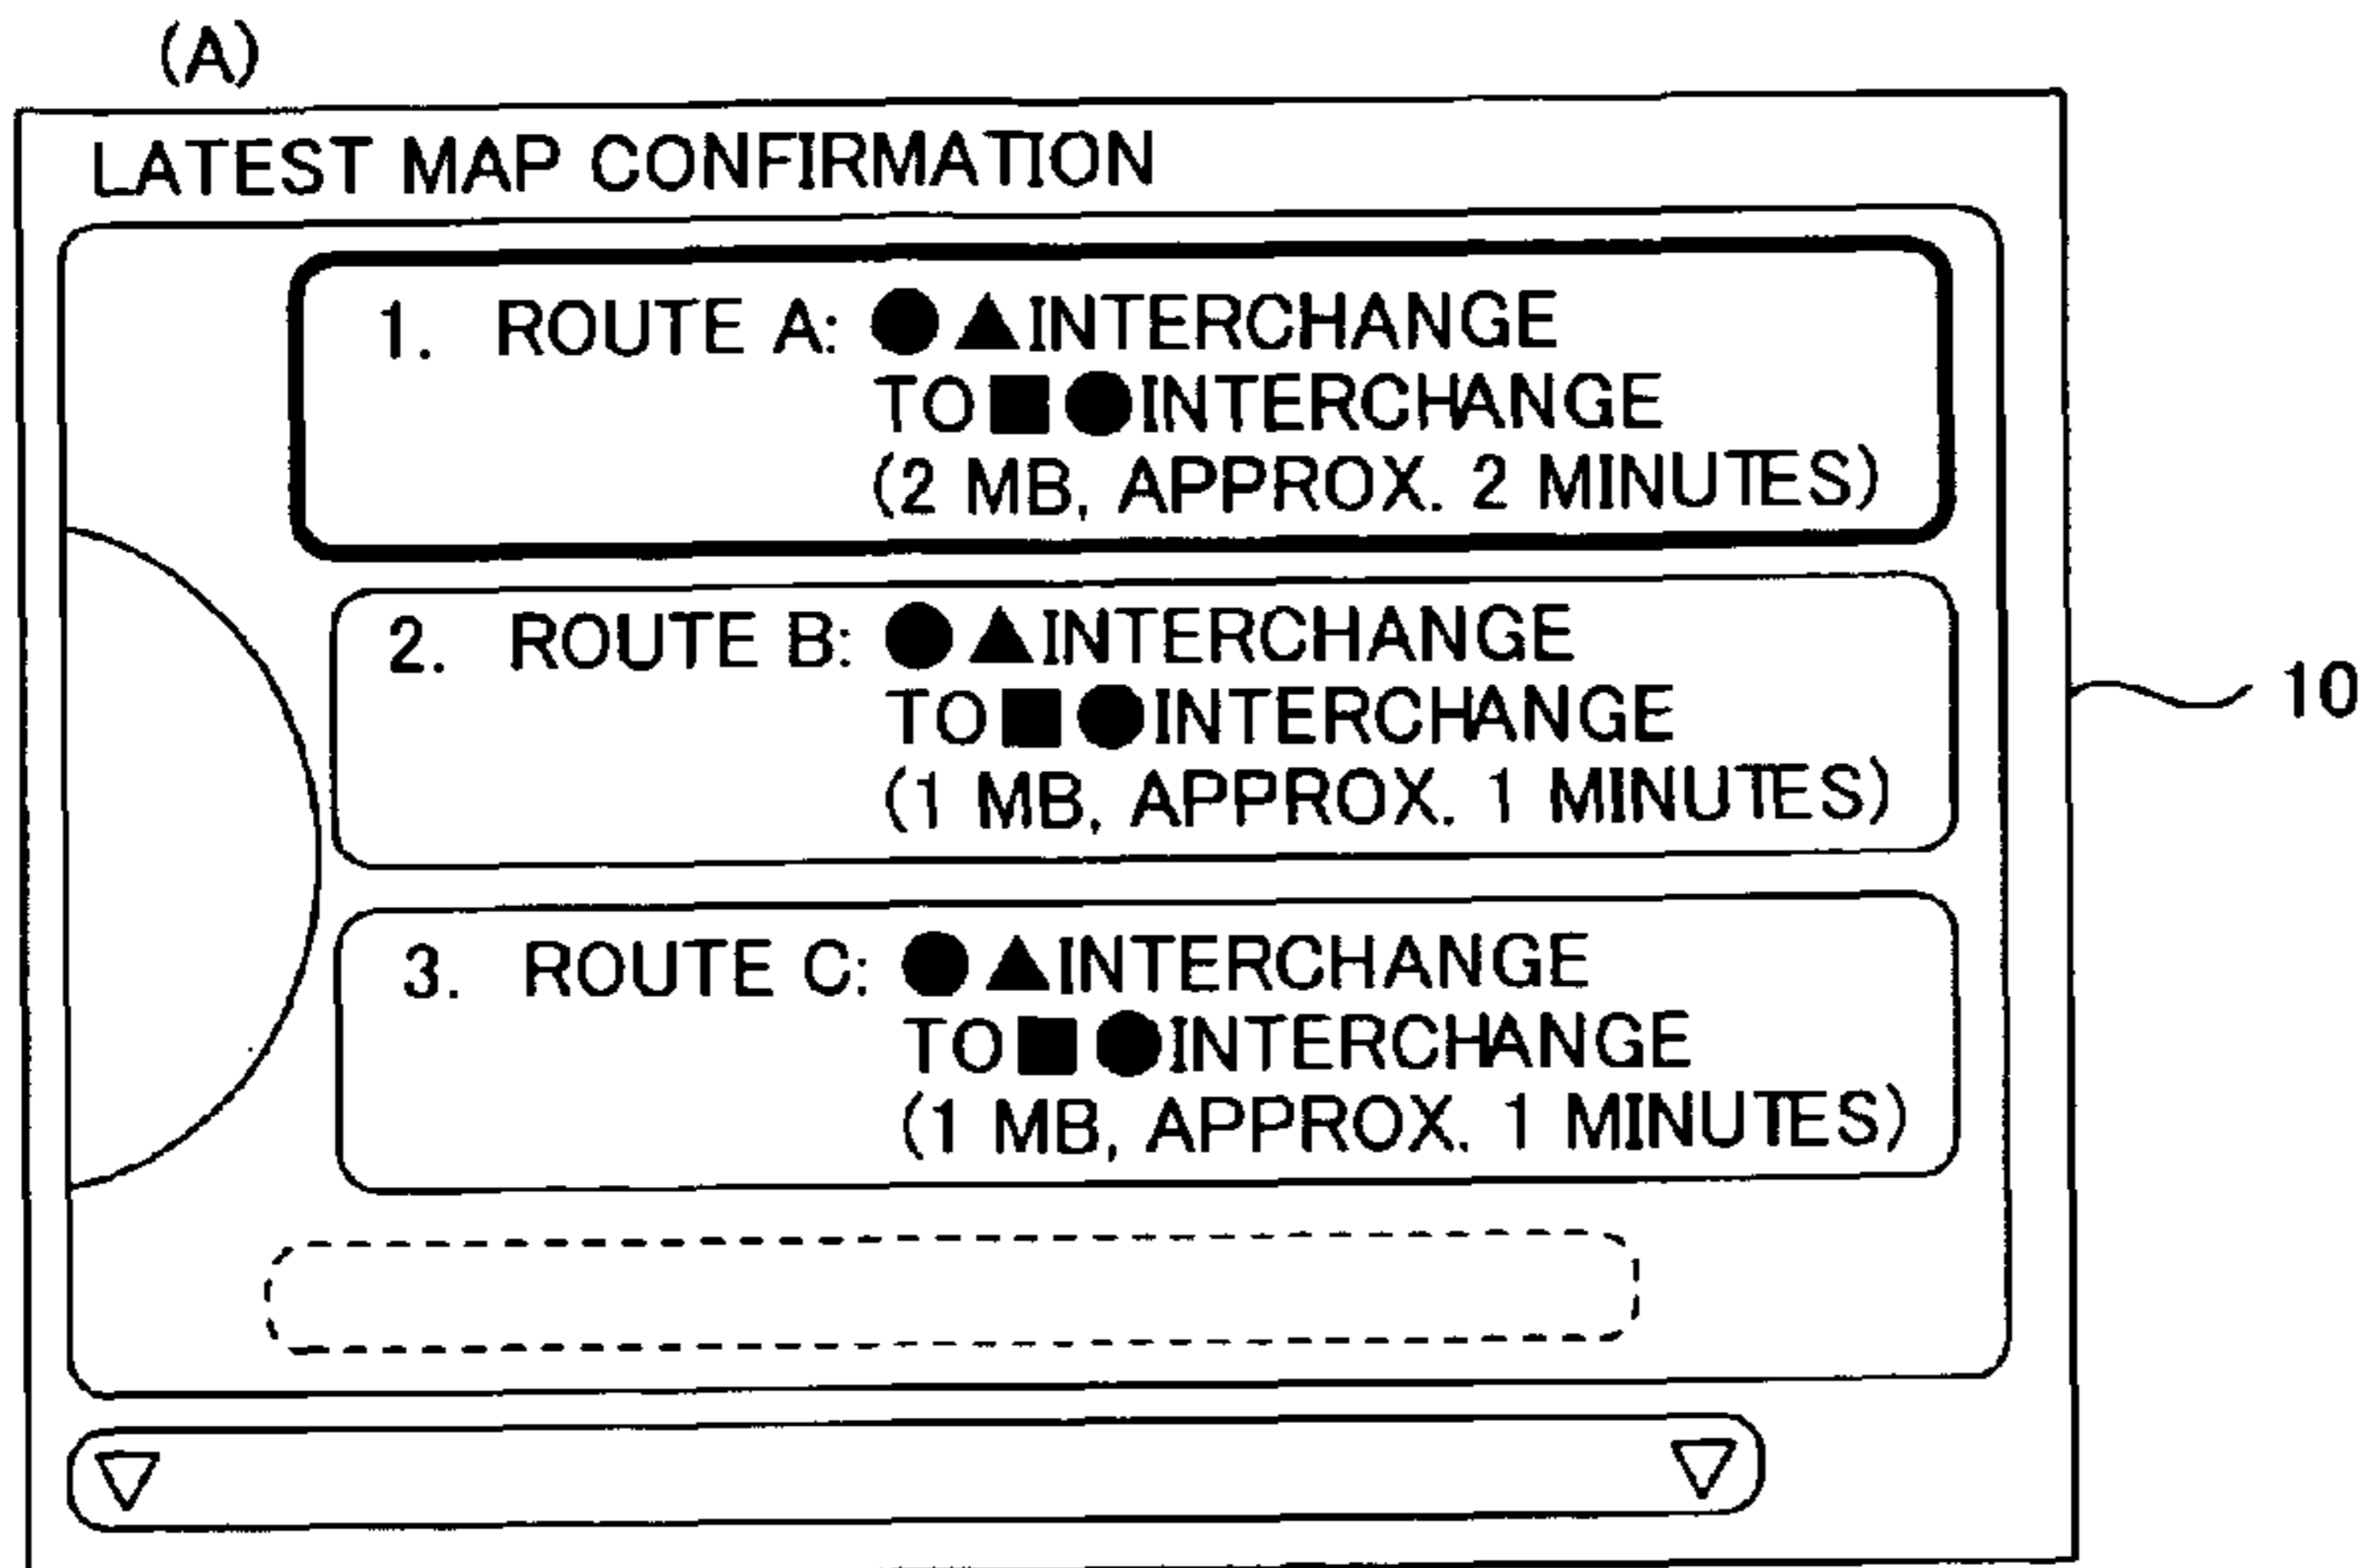 (A)
LATEST MAP CONFIRMATION
1. ROUTE A: ●▲INTERCHANGE
TO■●INTERCHANGE
(2 MB, APPROX. 2 MINUTES)
2. ROUTE B: ●▲INTERCHANGE
TO■●INTERCHANGE
(1 MB, APPROX. 1 MINUTES)
10
3. ROUTE C: ●▲INTERCHANGE
TO■●INTERCHANGE
(1 MB, APPROX. 1 MINUTES)